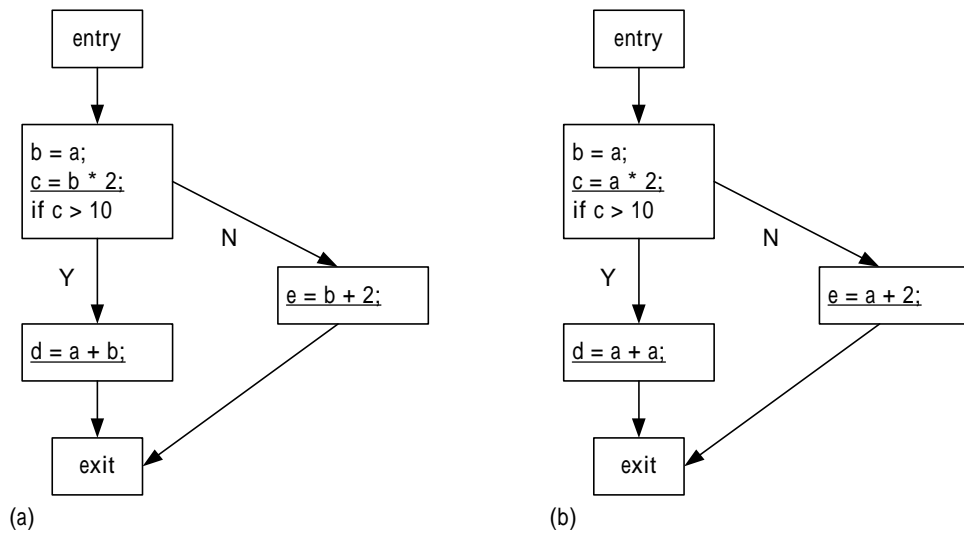 entry
b = a;
c = b * 2;
if c > 10
N
Y
e = b + 2;
d = a + b;
exit
(a)
entry
b = a;
c = a * 2;
if c > 10
N
Y
e = a + 2;
d = a + a;
exit
(b)